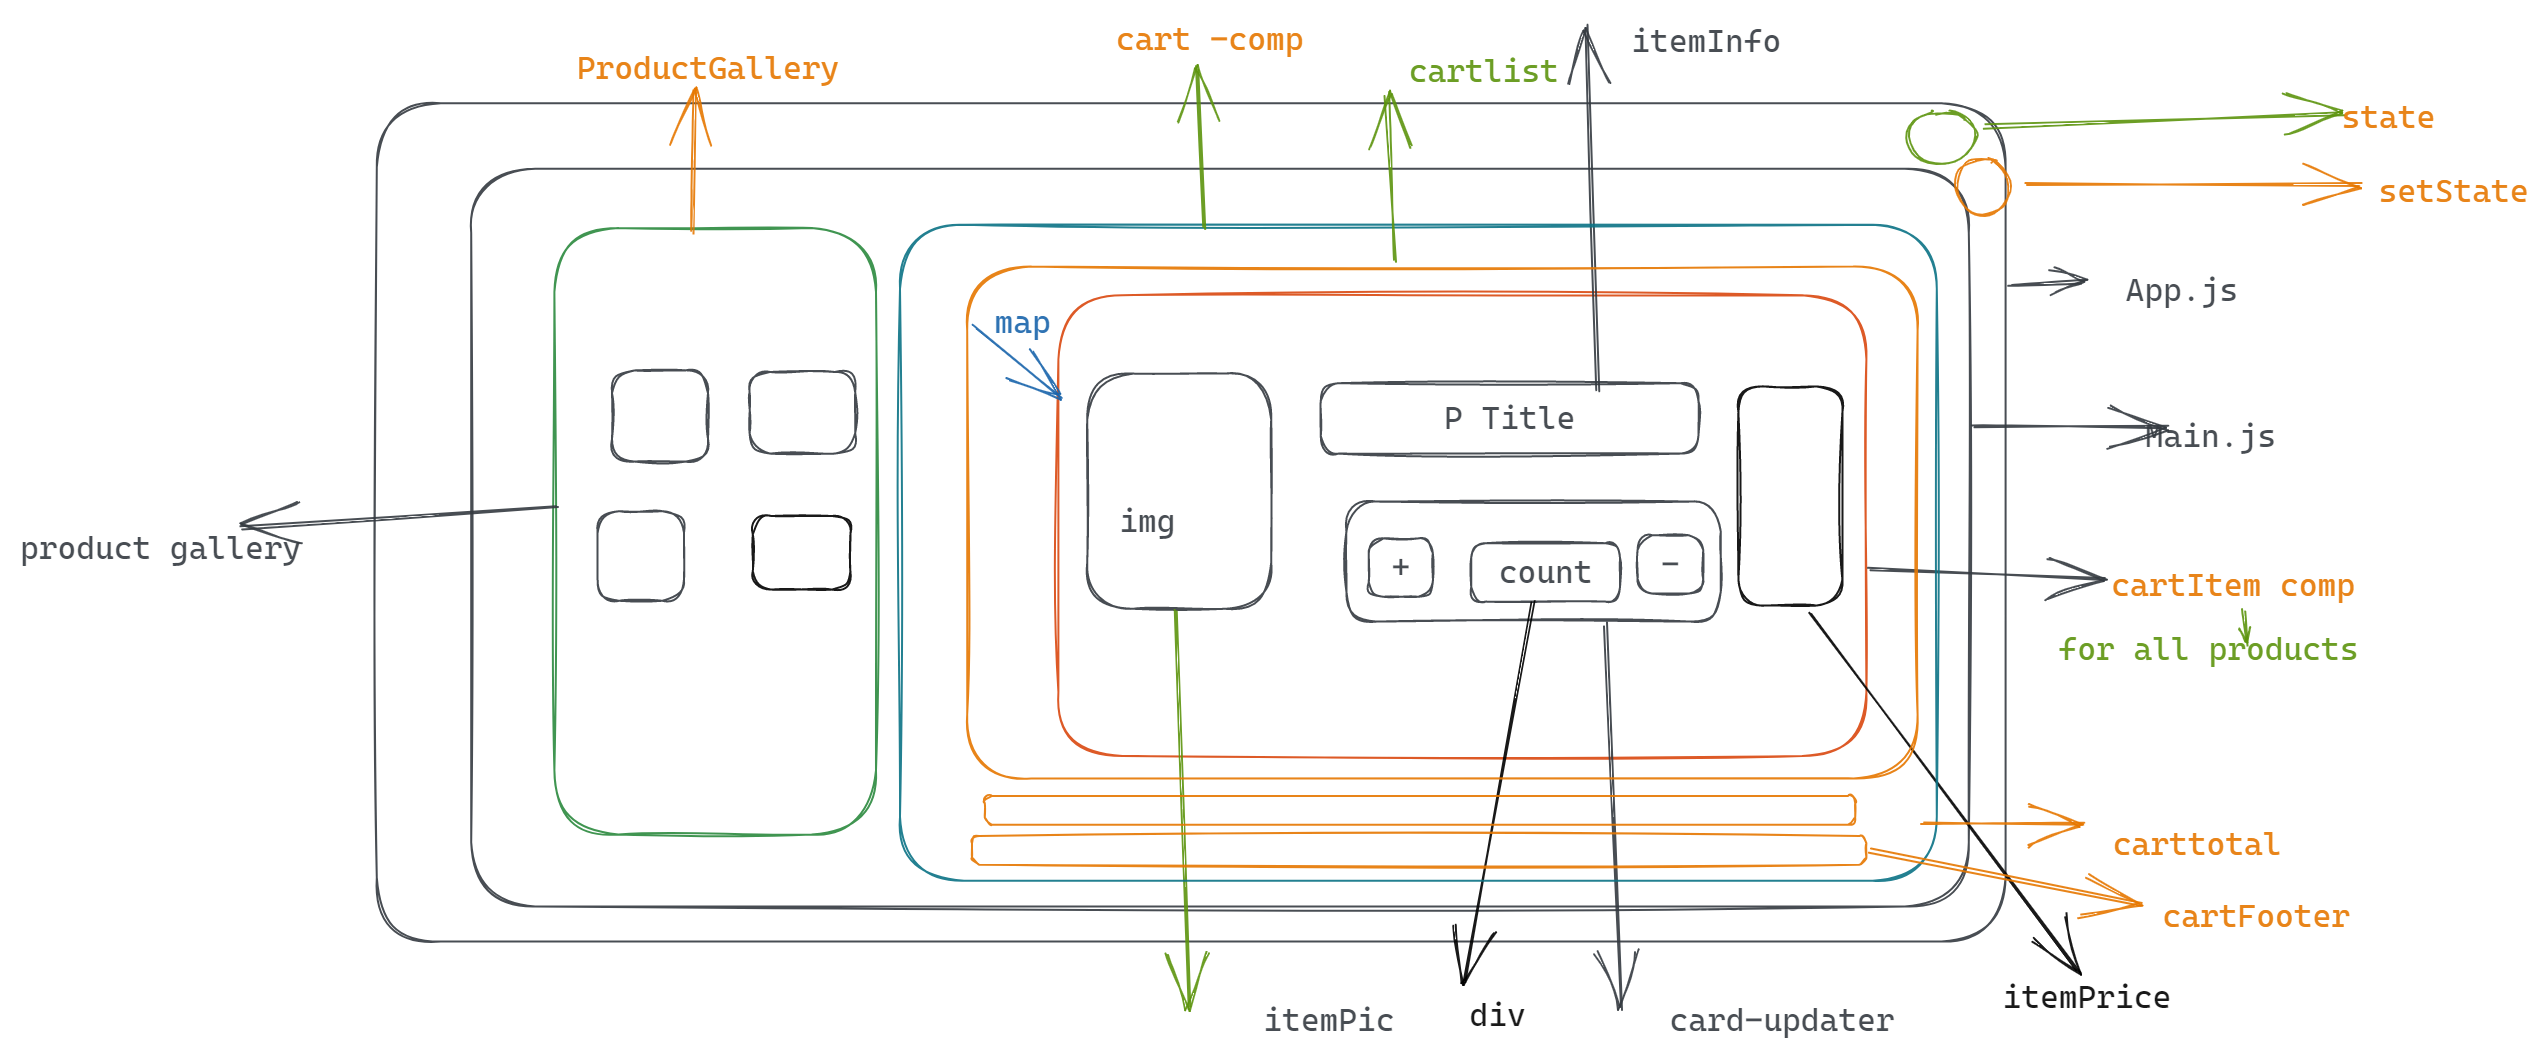 cart -comp
itemInfo
ProductGallery
cartlist
state
setState
App.js
map
P Title
Main.js
img
product gallery
+
count
-
cartItem comp
for all products
carttotal
cartFooter
itemPrice
itemPic
div
card-updater